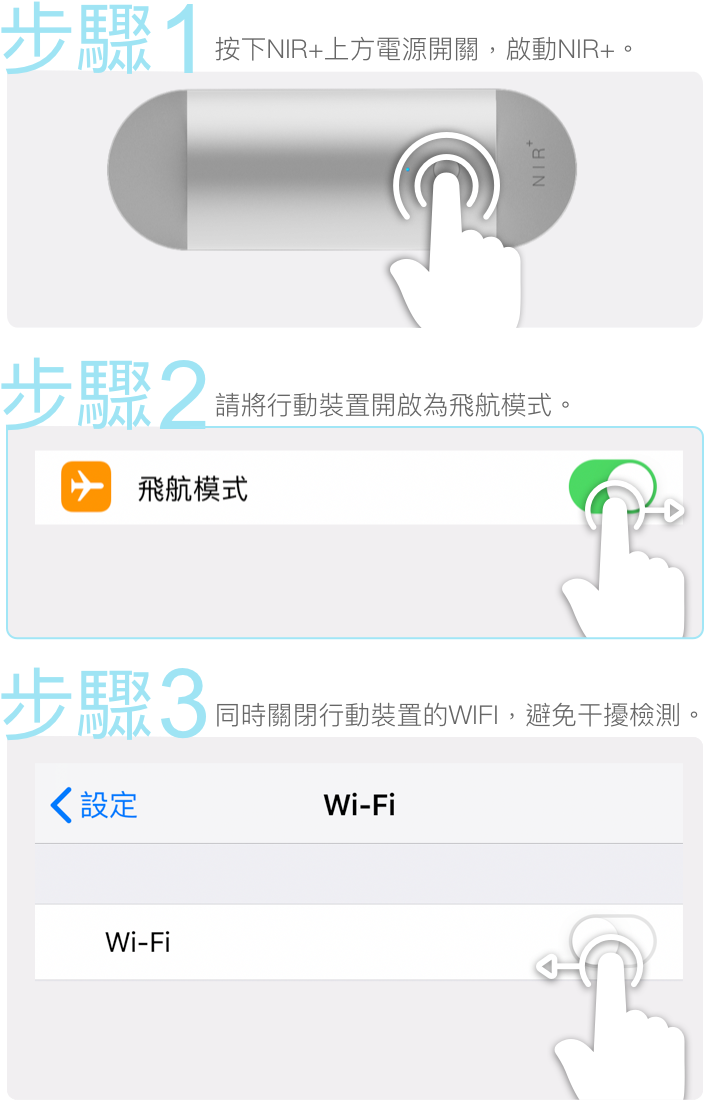 步驟1 按下NIR+上方電源開關，啟動NIR+。
NIR+
步驟2 請將行動裝置開啟為飛航模式。
飛航模式
步驟3 同時關閉行動裝置的WIFI，避免干擾檢測。
設定 Wi-Fi
Wi-Fi